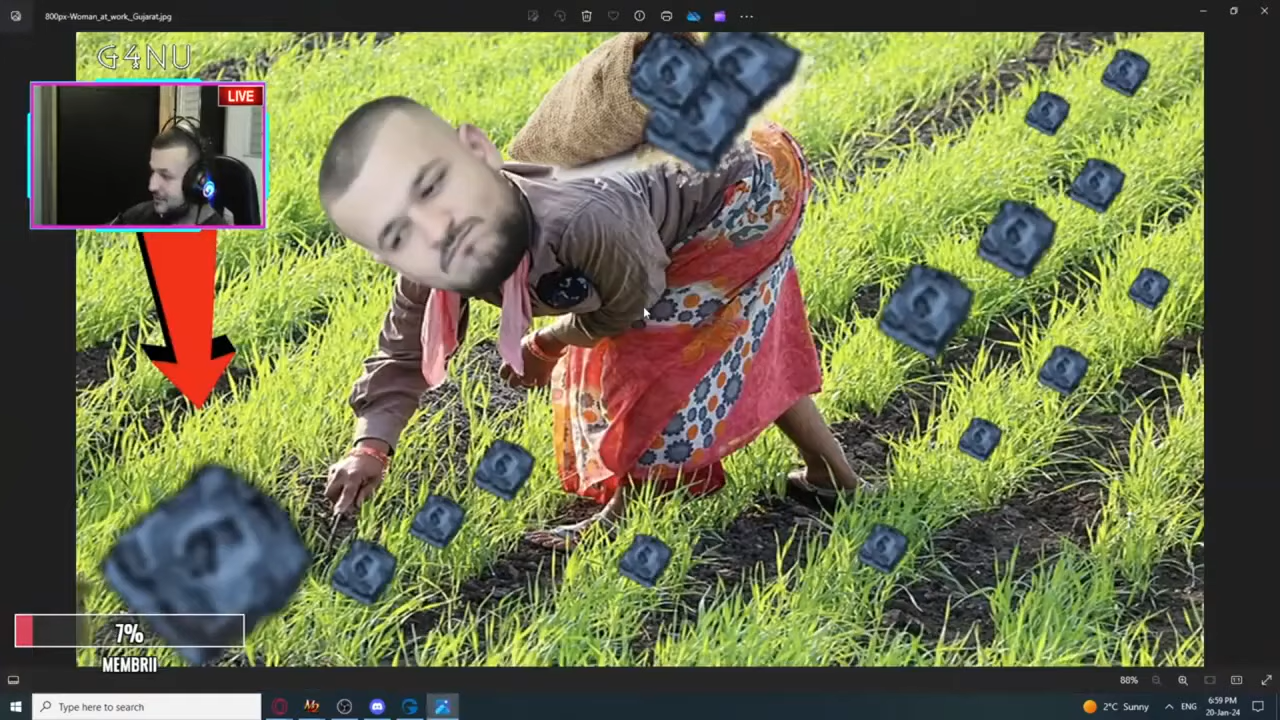 800px-Woman_at_work_Gujarat.jpg
G4NU
LIVE
7%
MEMBRII
88%
Type here to search
2°C Sunny
ENG
6:59 PM
20-Jan-24